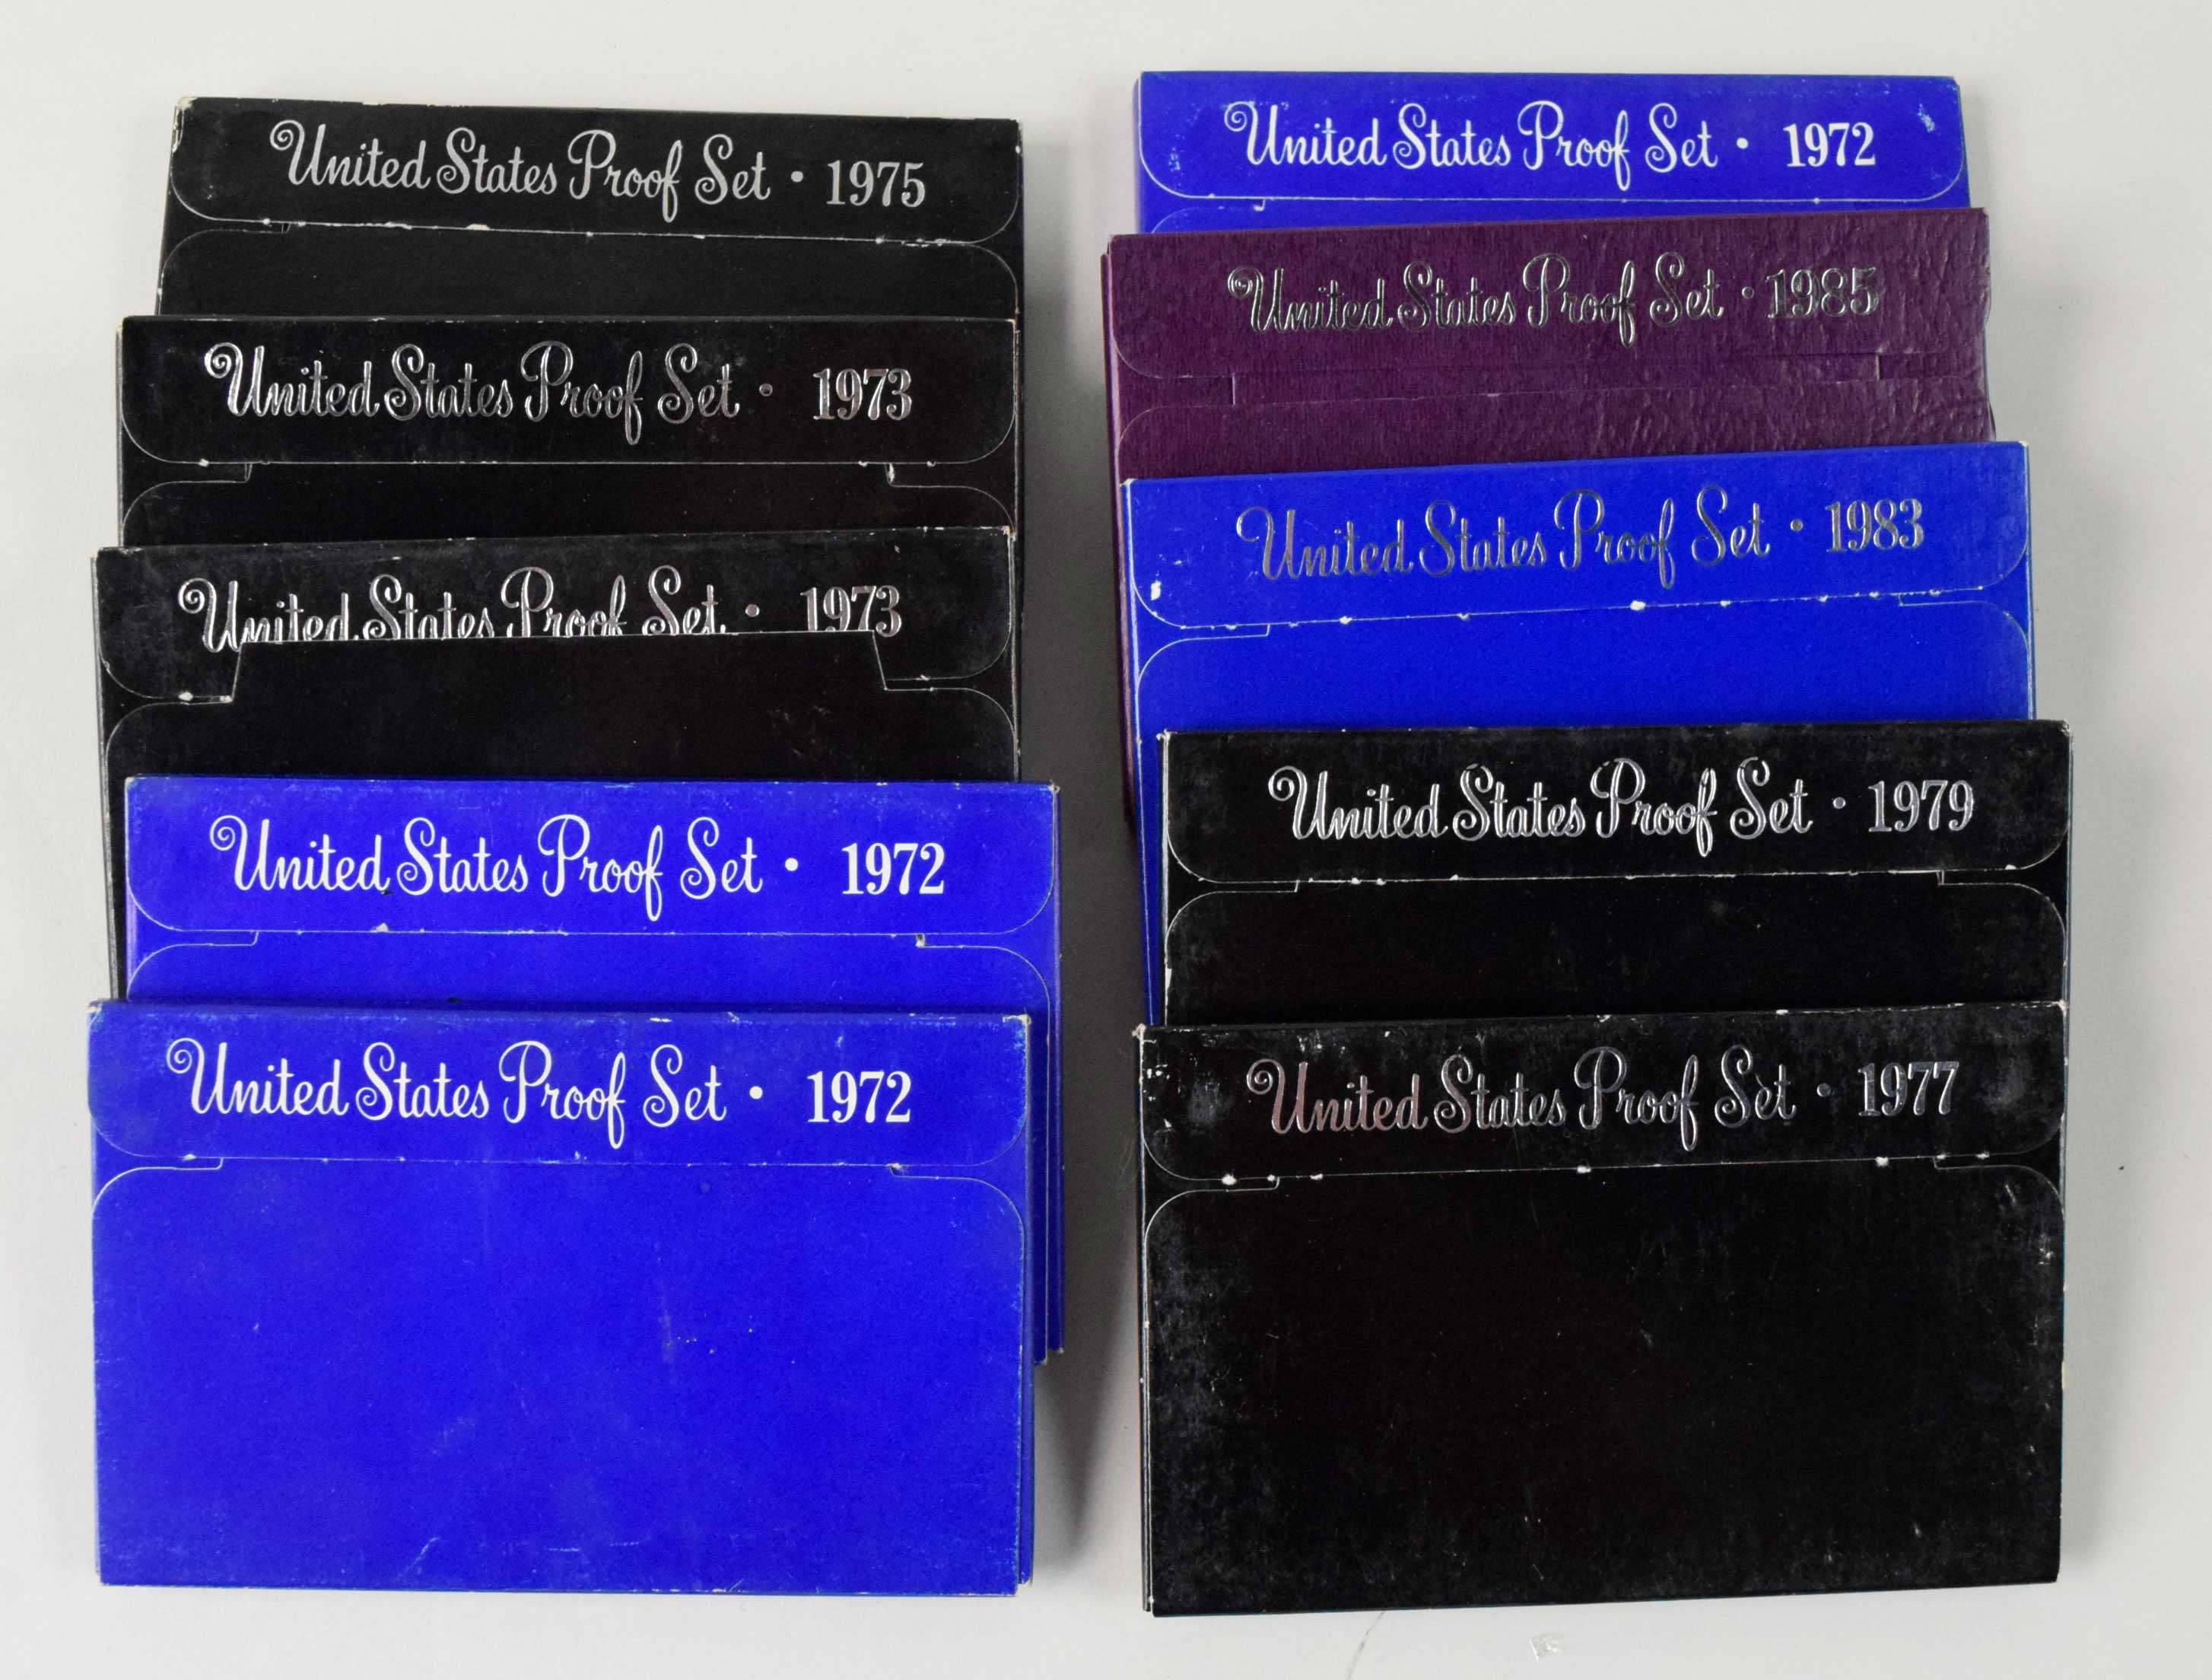 United States Proof Set • 1975
United States Proof Set • 1973
United States Proof Set • 1973
United States Proof Set • 1972
United States Proof Set • 1972
United States Proof Set • 1972
United States Proof Set • 1985
United States Proof Set • 1983
United States Proof Set • 1979
United States Proof Set • 1977